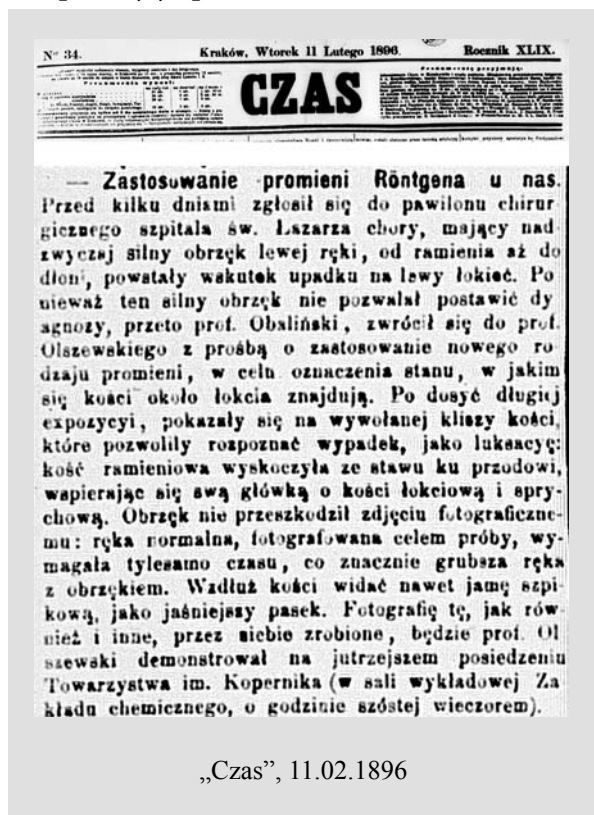 Nr 34. Kraków, Wtorek 11 Lutego 1896. Rocznik XLIX.
CZAS
— Zastosowanie promieni Röntgena u nas.
Przed kilku dniami zgłosił się do pawilonu chirur
gicznego szpitala św. Łazarza chory, mający nad
zwyczaj silny obrzęk lewej ręki, od ramienia aż do
dłoni, powstały wskutek upadku na lewy łokieć. Po
nieważ ten silny obrzęk nie pozwalał postawić dy
agnozy, przeto prof. Obaliński, zwrócił się do prof.
Olszewskiego z prośbą o zastosowanie nowego ro
dzaju promieni, w celu oznaczenia stanu, w jakim
się kości około łokcia znajdują. Po dosyć długiej
expozycyi, pokazały się na wywołanej kliszy kości,
które pozwoliły rozpoznać wypadek, jako luksacyę:
kość ramieniowa wyskoczyła ze stawu ku przodowi,
wspierając się swą główką o kości łokciową i spry-
chową. Obrzęk nie przeszkodził zdjęciu fotograficzne-
mu: ręka normalna, fotografowana celem próby, wy-
magała tylesamo czasu, co znacznie grubsza ręka
z obrzękiem. Wzdłuż kości widać nawet jamę szpi-
kową, jako jaśniejszy pasek. Fotografię tę, jak rów-
nież i inne, przez siebie zrobione, będzie prof. Ol
szewski demonstrował na jutrzejszem posiedzeniu
Towarzystwa im. Kopernika (w sali wykładowej Za
kładu chemicznego, o godzinie szóstej wieczorem).
„Czas”, 11.02.1896